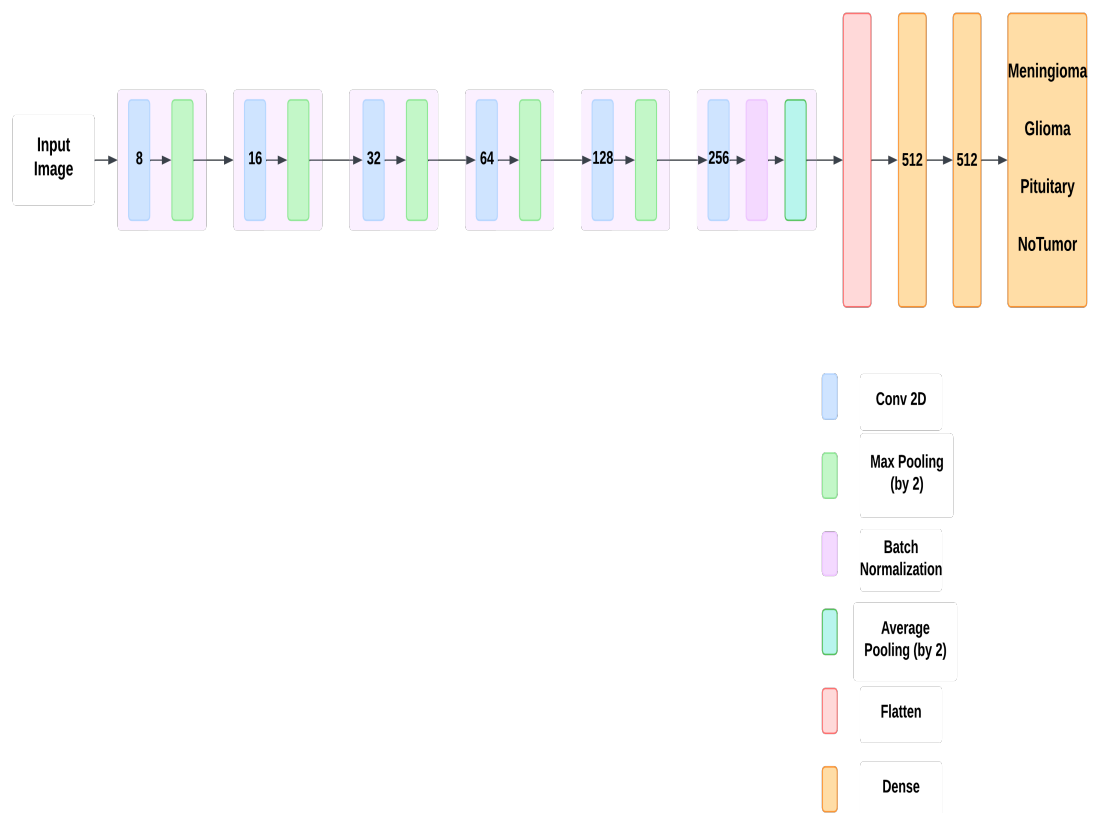 Input
Image
8
16
32
64
128
256
512
512
Meningioma
Glioma
Pituitary
NoTumor
Conv 2D
Max Pooling
(by 2)
Batch
Normalization
Average
Pooling (by 2)
Flatten
Dense